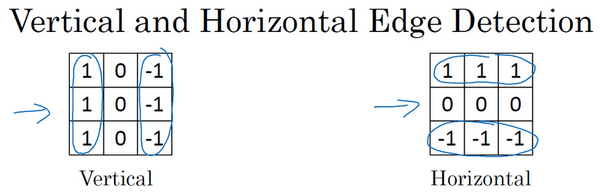 Vertical and Horizontal Edge Detection
1 0 -1 1 1 1
1 0 -1 0 0 0
1 0 -1 -1 -1 -1
Vertical Horizontal